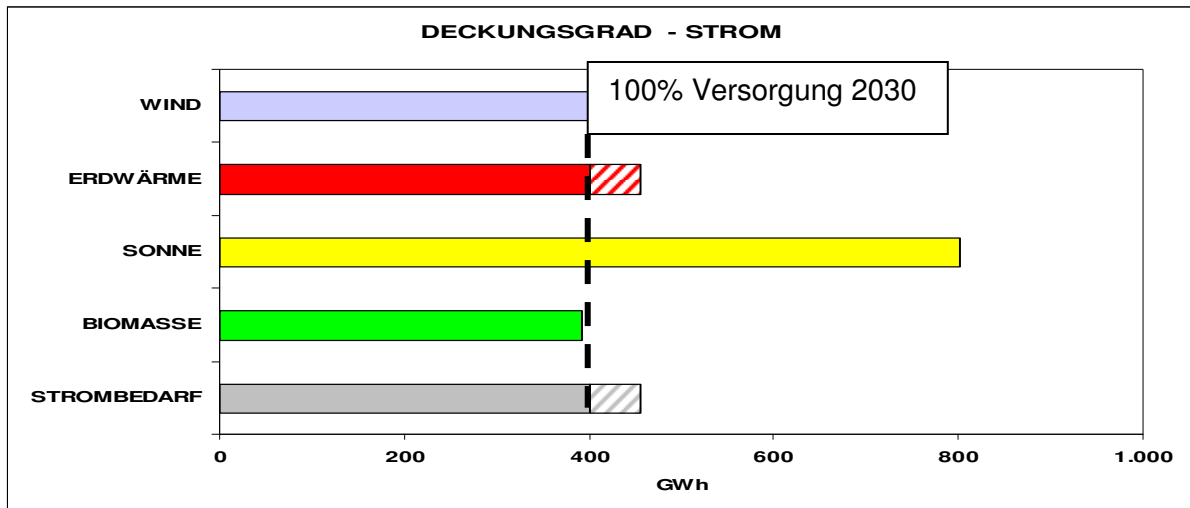 DECKUNGSGRAD - STROM
100% Versorgung 2030
WIND
ERDWÄRME
SONNE
BIOMASSE
STROMBEDARF
0 200 400 600 800 1.000
GWh